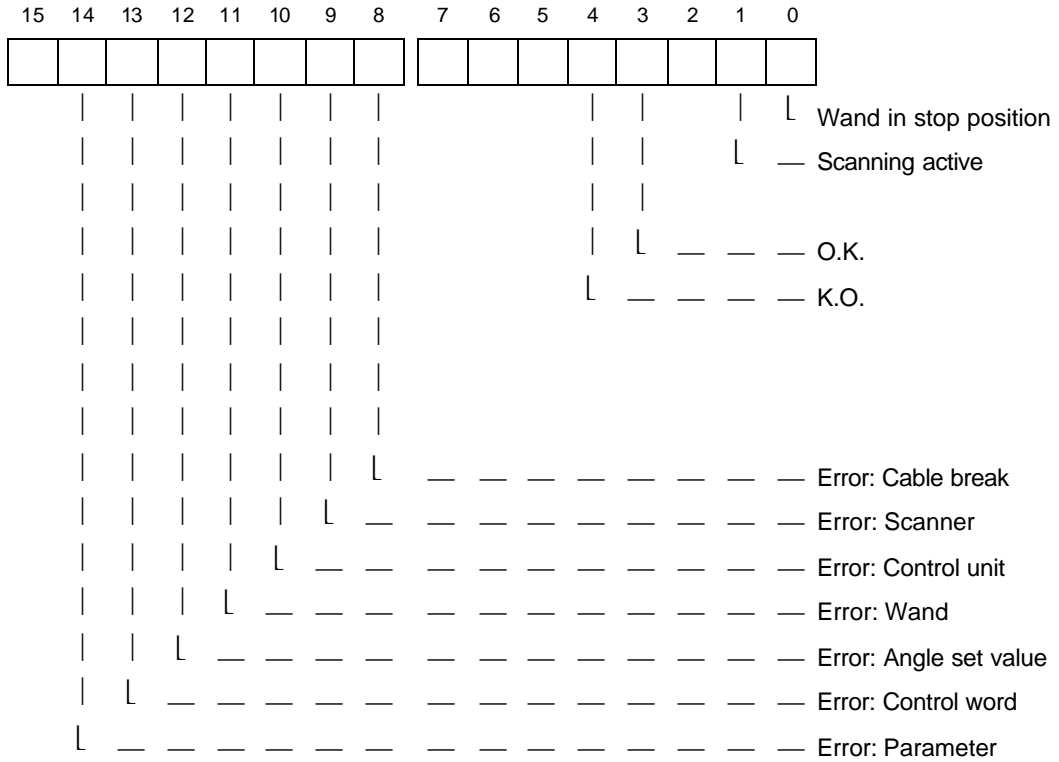 15 14 13 12 11 10 9 8 7 6 5 4 3 2 1 0
Wand in stop position
Scanning active
O.K.
K.O.
Error: Cable break
Error: Scanner
Error: Control unit
Error: Wand
Error: Angle set value
Error: Control word
Error: Parameter